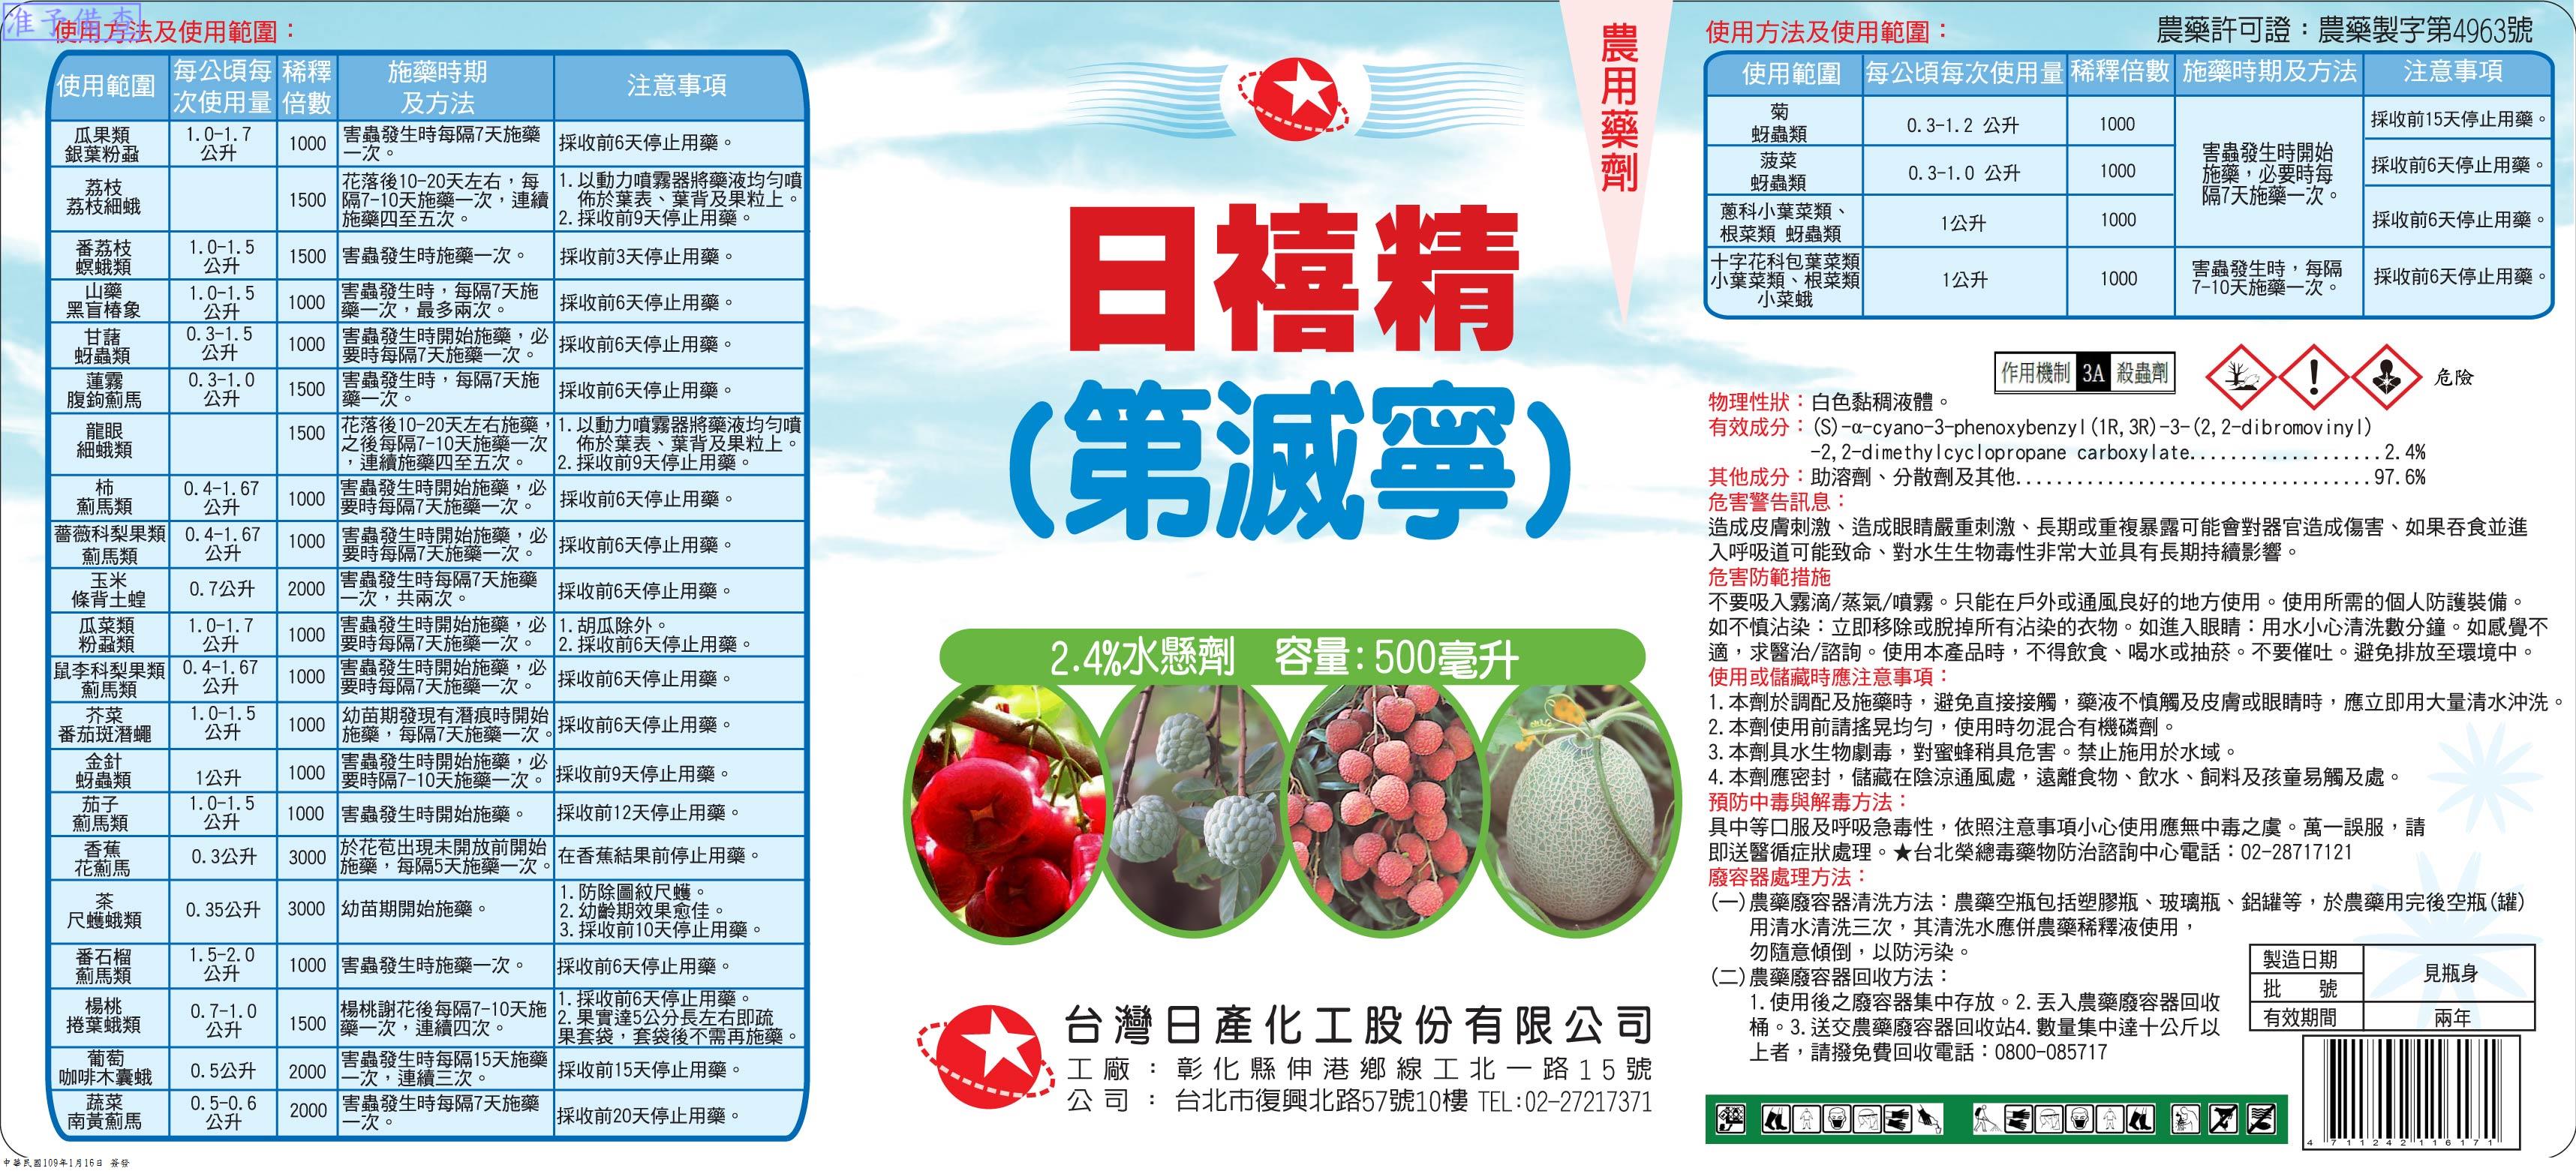 准予備查
使用方法及使用範圍：
使用範圍 每公頃每次使用量 稀釋倍數 施藥時期及方法 注意事項
瓜果類 銀葉粉蝨 1.0-1.7公升 1000 害蟲發生時每隔7天施藥一次。 採收前6天停止用藥。
荔枝 荔枝細蛾 1500 花落後10-20天左右，每隔7-10天施藥一次，連續施藥四至五次。 1.以動力噴霧器將藥液均勻噴佈於葉表、葉背及果粒上。 2.採收前9天停止用藥。
番荔枝 螟蛾類 1.0-1.5公升 1500 害蟲發生時施藥一次。 採收前3天停止用藥。
山藥 黑盲椿象 1.0-1.5公升 1000 害蟲發生時，每隔7天施藥一次，最多兩次。 採收前6天停止用藥。
甘藷 蚜蟲類 0.3-1.5公升 1000 害蟲發生時開始施藥，必要時每隔7天施藥一次。 採收前6天停止用藥。
蓮霧 腹鉤薊馬 0.3-1.0公升 1500 害蟲發生時，每隔7天施藥一次。 採收前6天停止用藥。
龍眼 細蛾類 1500 花落後10-20天左右施藥，之後每隔7-10天施藥一次，連續施藥四至五次。 1.以動力噴霧器將藥液均勻噴佈於葉表、葉背及果粒上。 2.採收前9天停止用藥。
柿 薊馬類 0.4-1.67公升 1000 害蟲發生時開始施藥，必要時每隔7天施藥一次。 採收前6天停止用藥。
薔薇科梨果類 薊馬類 0.4-1.67公升 1000 害蟲發生時開始施藥，必要時每隔7天施藥一次。 採收前6天停止用藥。
玉米 條背土蝗 0.7公升 2000 害蟲發生時每隔7天施藥一次，共兩次。 採收前6天停止用藥。
瓜菜類 粉蝨類 1.0-1.7公升 1000 害蟲發生時開始施藥，必要時每隔7天施藥一次。 1.胡瓜除外。 2.採收前6天停止用藥。
鼠李科梨果類 薊馬類 0.4-1.67公升 1000 害蟲發生時開始施藥，必要時每隔7天施藥一次。 採收前6天停止用藥。
芥菜 番茄斑潛蠅 1.0-1.5公升 1000 幼苗期發現有潛痕時開始施藥，每隔7天施藥一次。 採收前6天停止用藥。
金針 蚜蟲類 1公升 1000 害蟲發生時開始施藥，必要時隔7-10天施藥一次。 採收前9天停止用藥。
茄子 薊馬類 1.0-1.5公升 1000 害蟲發生時開始施藥。 採收前12天停止用藥。
香蕉 花薊馬 0.3公升 3000 於花苞出現未開放前開始施藥，每隔5天施藥一次。 在香蕉結果前停止用藥。
茶 尺蠖蛾類 0.35公升 3000 幼苗期開始施藥。 1.防除圖紋尺蠖。 2.幼齡期效果愈佳。 3.採收前10天停止用藥。
番石榴 薊馬類 1.5-2.0公升 1000 害蟲發生時施藥一次。 採收前6天停止用藥。
楊桃 捲葉蛾類 0.7-1.0公升 1500 楊桃謝花後每隔7-10天施藥一次，連續四次。 1.採收前6天停止用藥。 2.果實達5公分長左右即疏果套袋，套袋後不需再施藥。
葡萄 咖啡木蠹蛾 0.5公升 2000 害蟲發生時每隔15天施藥一次，連續三次。 採收前15天停止用藥。
蔬菜 南黃薊馬 0.5-0.6公升 2000 害蟲發生時每隔7天施藥一次。 採收前20天停止用藥。
中華民國109年1月16日 簽發
農用藥劑
日禧精
(第滅寧)
2.4%水懸劑 容量：500毫升
台灣日產化工股份有限公司
工廠：彰化縣伸港鄉線工北一路15號
公司：台北市復興北路57號10樓 TEL:02-27217371
使用方法及使用範圍： 農藥許可證：農藥製字第4963號
使用範圍 每公頃每次使用量 稀釋倍數 施藥時期及方法 注意事項
菊 蚜蟲類 0.3-1.2 公升 1000 害蟲發生時開始施藥，必要時每隔7天施藥一次。 採收前15天停止用藥。
菠菜 蚜蟲類 0.3-1.0 公升 1000 採收前6天停止用藥。
蔥科小葉菜類、根菜類 蚜蟲類 1公升 1000 採收前6天停止用藥。
十字花科包葉菜類 小葉菜類、根菜類 小菜蛾 1公升 1000 害蟲發生時，每隔7-10天施藥一次。 採收前6天停止用藥。
作用機制 3A 殺蟲劑 危險
物理性狀：白色黏稠液體。
有效成分：(S)-α-cyano-3-phenoxybenzyl(1R,3R)-3-(2,2-dibromovinyl)
-2,2-dimethylcyclopropane carboxylate...................2.4%
其他成分：助溶劑、分散劑及其他..................................97.6%
危害警告訊息：
造成皮膚刺激、造成眼睛嚴重刺激、長期或重複暴露可能會對器官造成傷害、如果吞食並進
入呼吸道可能致命、對水生生物毒性非常大並具有長期持續影響。
危害防範措施
不要吸入霧滴/蒸氣/噴霧。只能在戶外或通風良好的地方使用。使用所需的個人防護裝備。
如不慎沾染：立即移除或脫掉所有沾染的衣物。如進入眼睛：用水小心清洗數分鐘。如感覺不
適，求醫治/諮詢。使用本產品時，不得飲食、喝水或抽菸。不要催吐。避免排放至環境中。
使用或儲藏時應注意事項：
1.本劑於調配及施藥時，避免直接接觸，藥液不慎觸及皮膚或眼睛時，應立即用大量清水沖洗。
2.本劑使用前請搖晃均勻，使用時勿混合有機磷劑。
3.本劑具水生物劇毒，對蜜蜂稍具危害。禁止施用於水域。
4.本劑應密封，儲藏在陰涼通風處，遠離食物、飲水、飼料及孩童易觸及處。
預防中毒與解毒方法：
具中等口服及呼吸急毒性，依照注意事項小心使用應無中毒之虞。萬一誤服，請
即送醫循症狀處理。★台北榮總毒藥物防治諮詢中心電話：02-28717121
廢容器處理方法：
(一)農藥廢容器清洗方法：農藥空瓶包括塑膠瓶、玻璃瓶、鋁罐等，於農藥用完後空瓶(罐)
用清水清洗三次，其清洗水應併農藥稀釋液使用，
勿隨意傾倒，以防污染。
(二)農藥廢容器回收方法：
1.使用後之廢容器集中存放。2.丟入農藥廢容器回收
桶。3.送交農藥廢容器回收站4.數量集中達十公斤以
上者，請撥免費回收電話：0800-085717
製造日期 見瓶身
批 號
有效期間 兩年
4711242116171